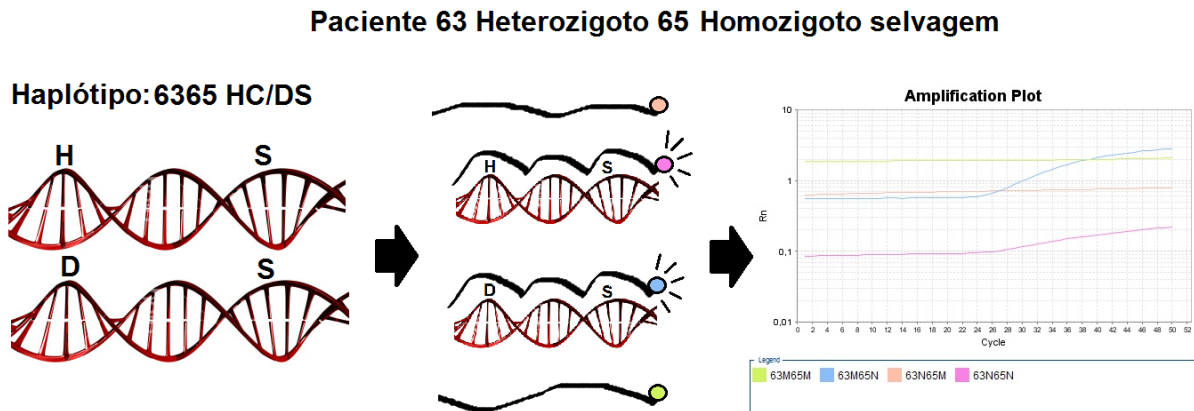 Paciente 63 Heterozigoto 65 Homozigoto selvagem
Haplótipo: 6365 HC/DS
H S
D S
H S
D S
Amplification Plot
10
1
0,1
0,01
Rn
0 2 4 6 8 10 12 14 16 18 20 22 24 26 28 30 32 34 36 38 40 42 44 46 48 50 52
Cycle
Legend
63M65M 63M65N 63N65M 63N65N